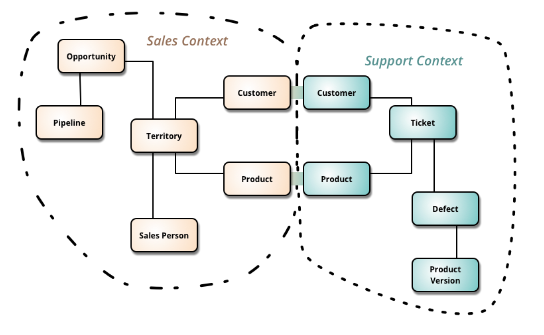 Sales Context
Support Context
Opportunity
Pipeline
Customer
Customer
Territory
Ticket
Product
Product
Sales Person
Defect
Product
Version